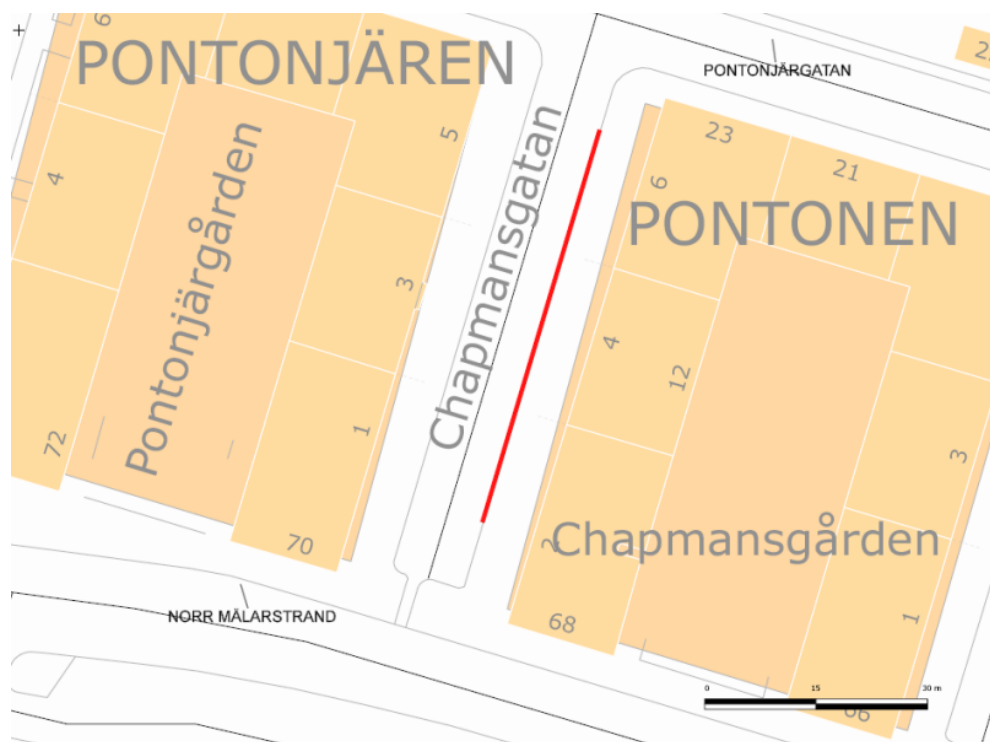 6
PONTONJÄREN
PONTONJÄRGATAN
5
Chapmansgatan
23
21
4
Pontonjärgården
6
PONTONEN
3
4
12
1
3
72
70
2
Chapmansgården
NORR MÄLARSTRAND
68
1
0 15 30 m
66